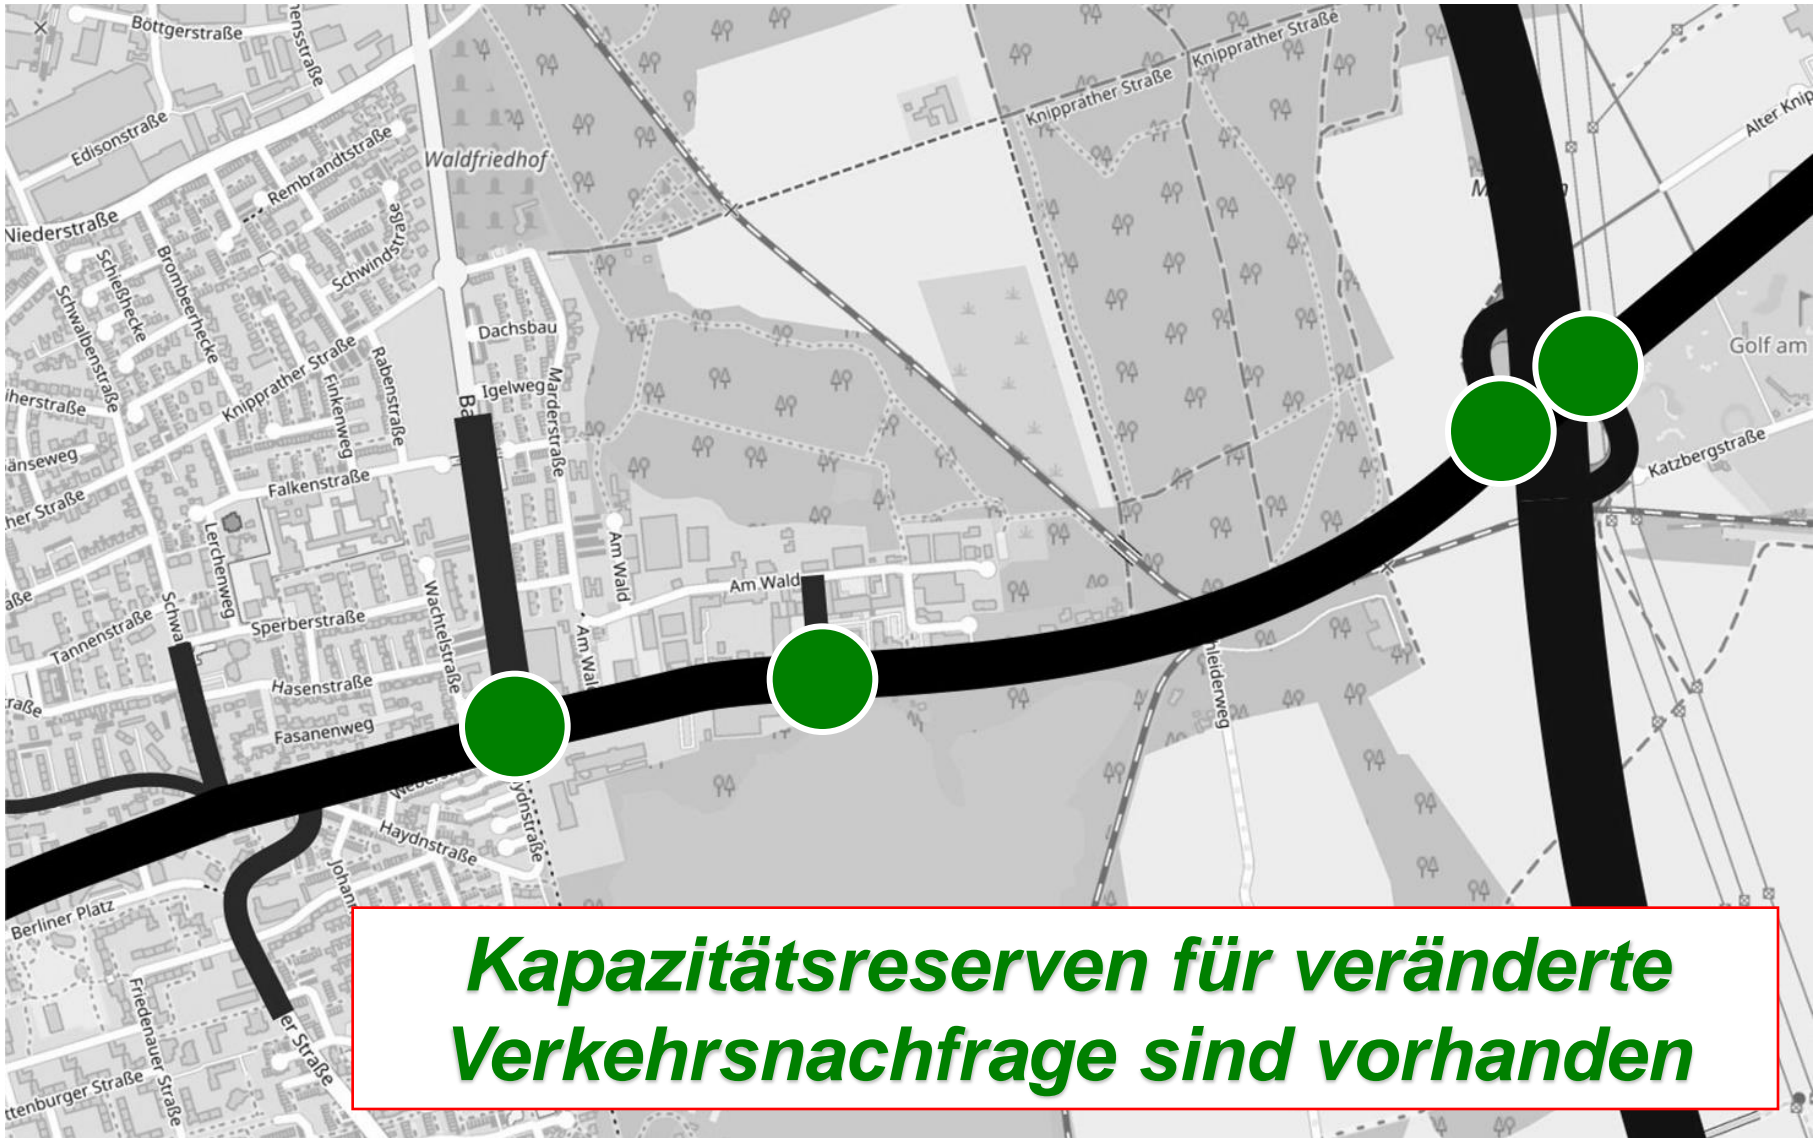 Böttgerstraße
Knipprather Straße
Knipprather Straße
Edisonstraße
Rembrandtstraße
Waldfriedhof
Niederstraße
Schwindstraße
Schießhecke
Brombeerhecke
Schwalbenstraße
Dachsbau
Golf am
Knipprather Straße
Rabenstraße
Finkenweg
Igelweg
Marderstraße
Falkenstraße
Katzbergstraße
Lerchenweg
Am Wald
Am Wald
Wachtelstraße
Sperberstraße
Tannenstraße
Am Wald
Hasenstraße
Fasanenweg
Haydnstraße
Berliner Platz
Friedenauer Straße
Kapazitätsreserven für veränderte
Verkehrsnachfrage sind vorhanden